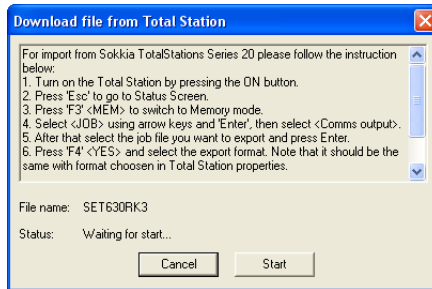 Download file from Total Station
For import from Sokkia TotalStations Series 20 please follow the instruction
below:
1. Turn on the Total Station by pressing the ON button.
2. Press 'Esc' to go to Status Screen.
3. Press 'F3' <MEM> to switch to Memory mode.
4. Select <JOB> using arrow keys and 'Enter', then select <Comms output>.
5. After that select the job file you want to export and press Enter.
6. Press 'F4' <YES> and select the export format. Note that it should be the
same with format choosen in Total Station properties.
File name: SET630RK3
Status: Waiting for start...
Cancel Start